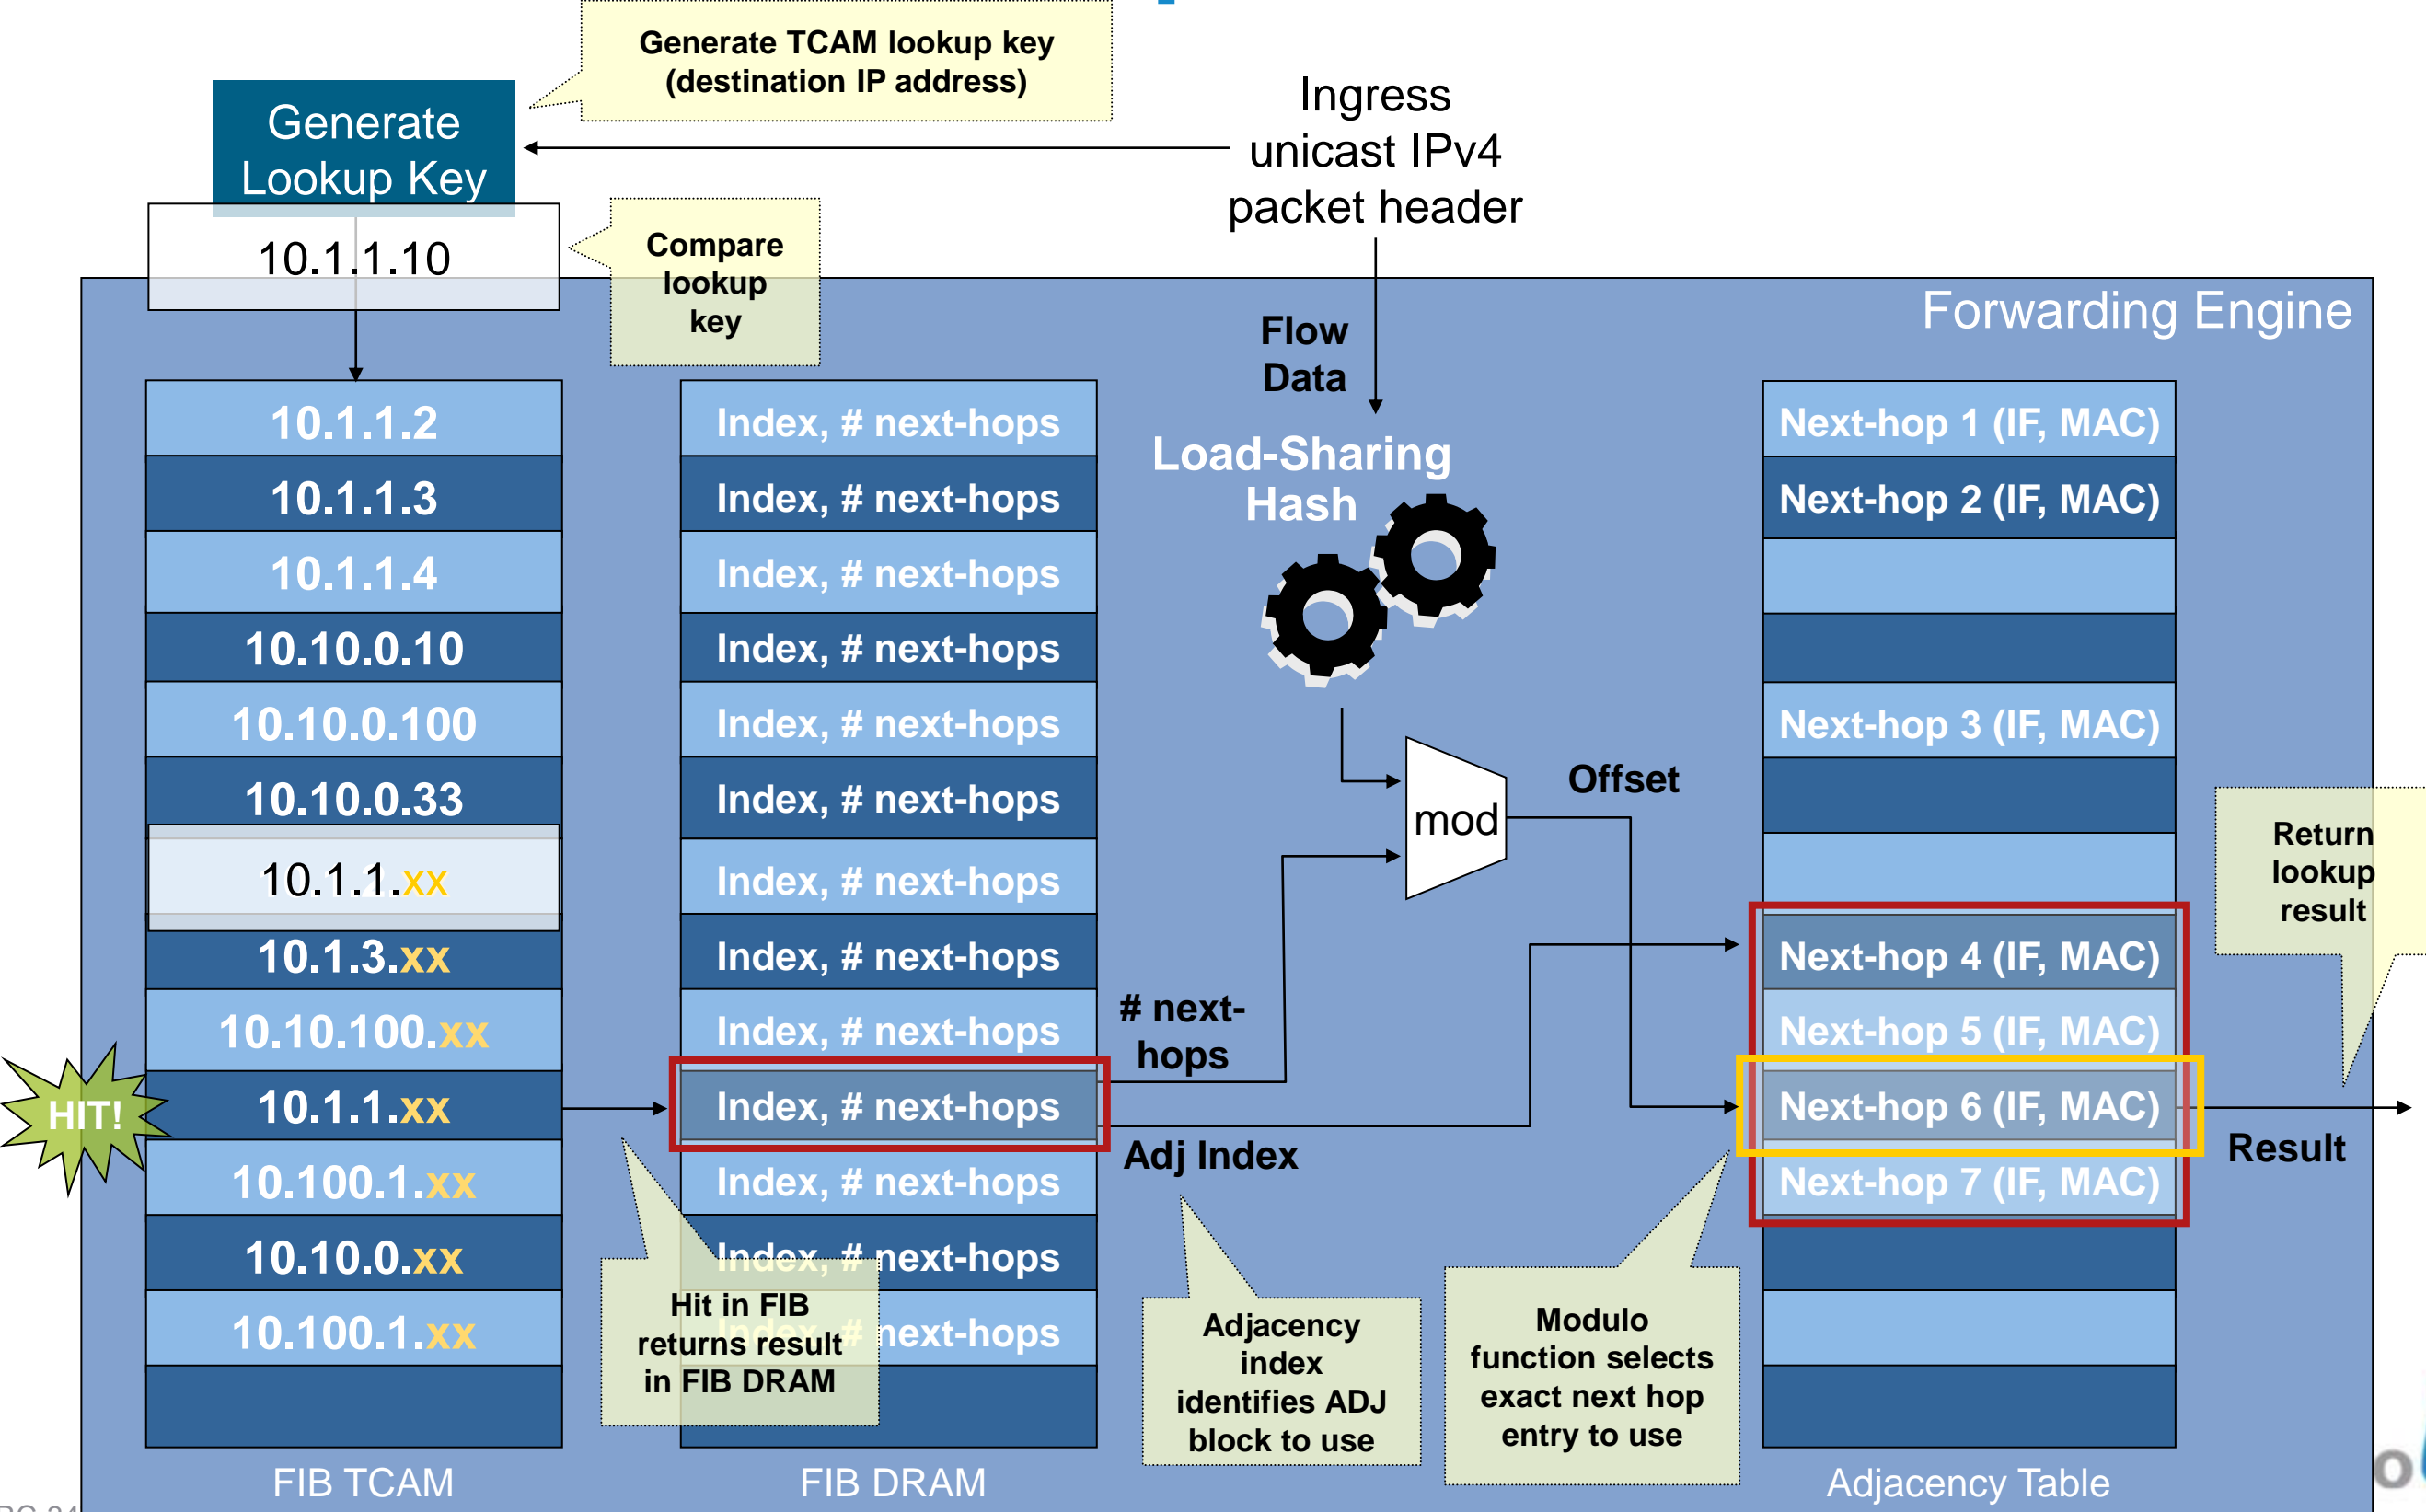 Generate TCAM lookup key
(destination IP address)
Generate
Lookup Key
Ingress
unicast IPv4
packet header
10.1.1.10
Compare
lookup
key
Forwarding Engine
Flow
Data
Load-Sharing
Hash
10.1.1.2
10.1.1.3
10.1.1.4
10.10.0.10
10.10.0.100
10.10.0.33
10.1.1.xx
10.1.3.xx
10.10.100.xx
HIT!
10.1.1.xx
10.100.1.xx
10.10.0.xx
10.100.1.xx
FIB TCAM
Index, # next-hops
Index, # next-hops
Index, # next-hops
Index, # next-hops
Index, # next-hops
Index, # next-hops
Index, # next-hops
Index, # next-hops
Index, # next-hops
Index, # next-hops
Index, # next-hops
Index, # next-hops
Index, # next-hops
FIB DRAM
Hit in FIB
returns result
in FIB DRAM
# next-
hops
Adj Index
Adjacency
index
identifies ADJ
block to use
mod
Offset
Modulo
function selects
exact next hop
entry to use
Next-hop 1 (IF, MAC)
Next-hop 2 (IF, MAC)
Next-hop 3 (IF, MAC)
Next-hop 4 (IF, MAC)
Next-hop 5 (IF, MAC)
Next-hop 6 (IF, MAC)
Next-hop 7 (IF, MAC)
Adjacency Table
Return
lookup
result
Result